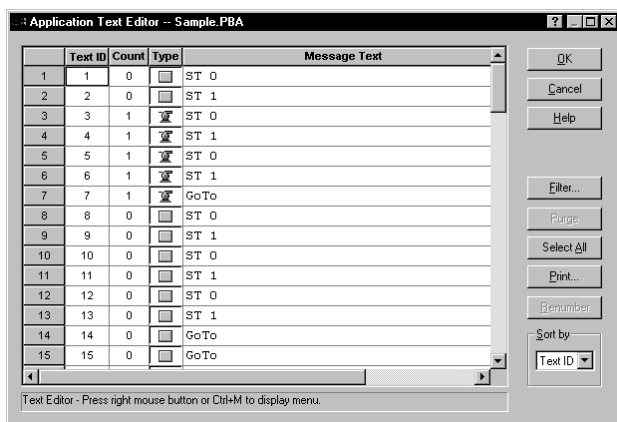 Application Text Editor -- Sample.PBA
Text ID Count Type Message Text
1 1 0 ST 0
2 2 0 ST 1
3 3 1 ST 0
4 4 1 ST 1
5 5 1 ST 0
6 6 1 ST 1
7 7 1 GoTo
8 8 0 ST 0
9 9 0 ST 1
10 10 0 ST 0
11 11 0 ST 1
12 12 0 ST 0
13 13 0 ST 1
14 14 0 GoTo
15 15 0 GoTo
OK
Cancel
Help
Filter...
Purge
Select All
Print...
Renumber
Sort by
Text ID
Text Editor - Press right mouse button or Ctrl+M to display menu.